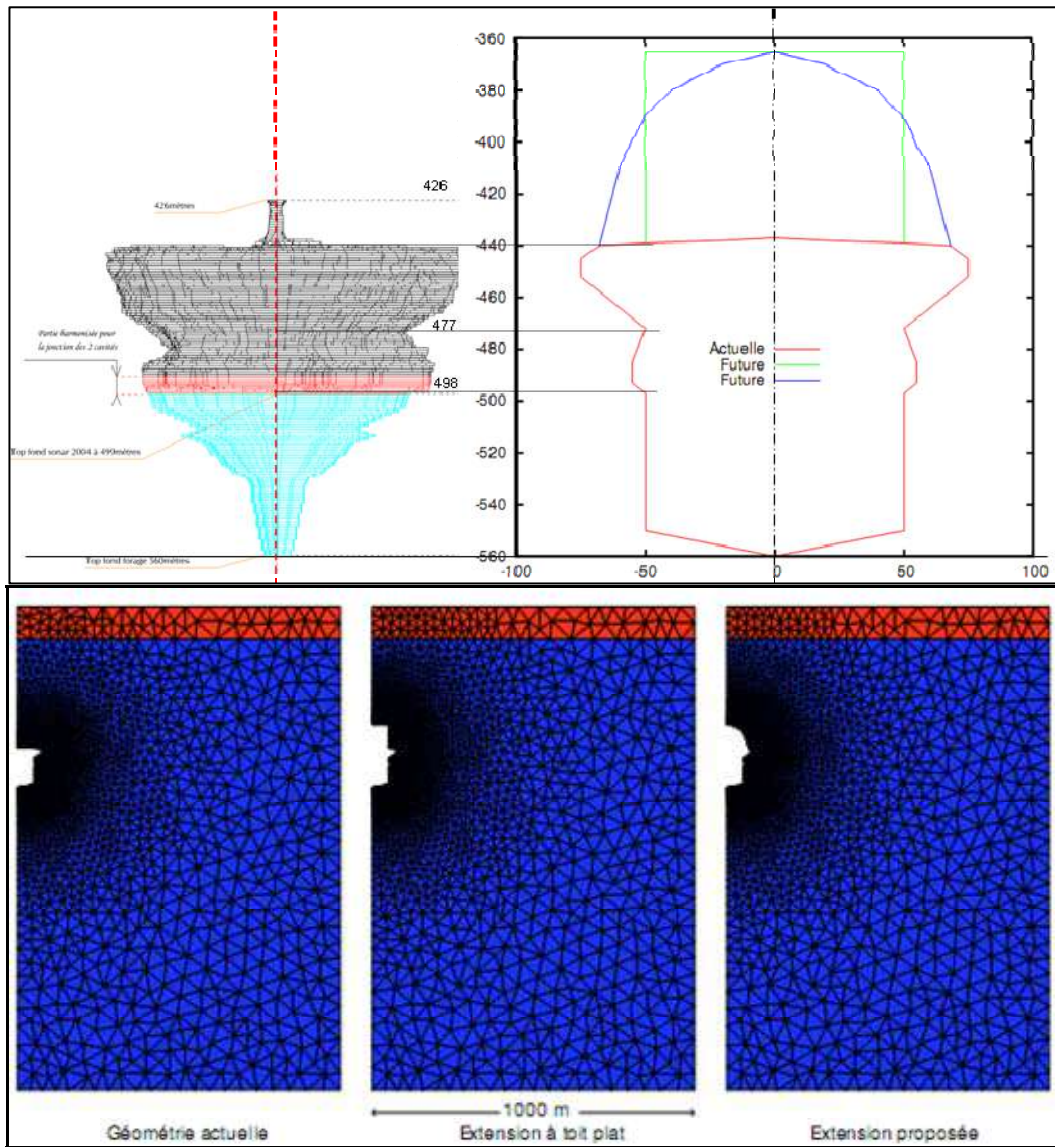 426mètres
426
Partie harmonisée pour
la jonction des 2 cavités
477
498
Top fond sonar 2004 à 499mètres
Top fond forage 560mètres
-360
-380
-400
-420
-440
-460
-480
-500
-520
-540
-560
-100
-50
0
50
100
Actuelle
Future
Future
1000 m
Géométrie actuelle
Extension à toit plat
Extension proposée